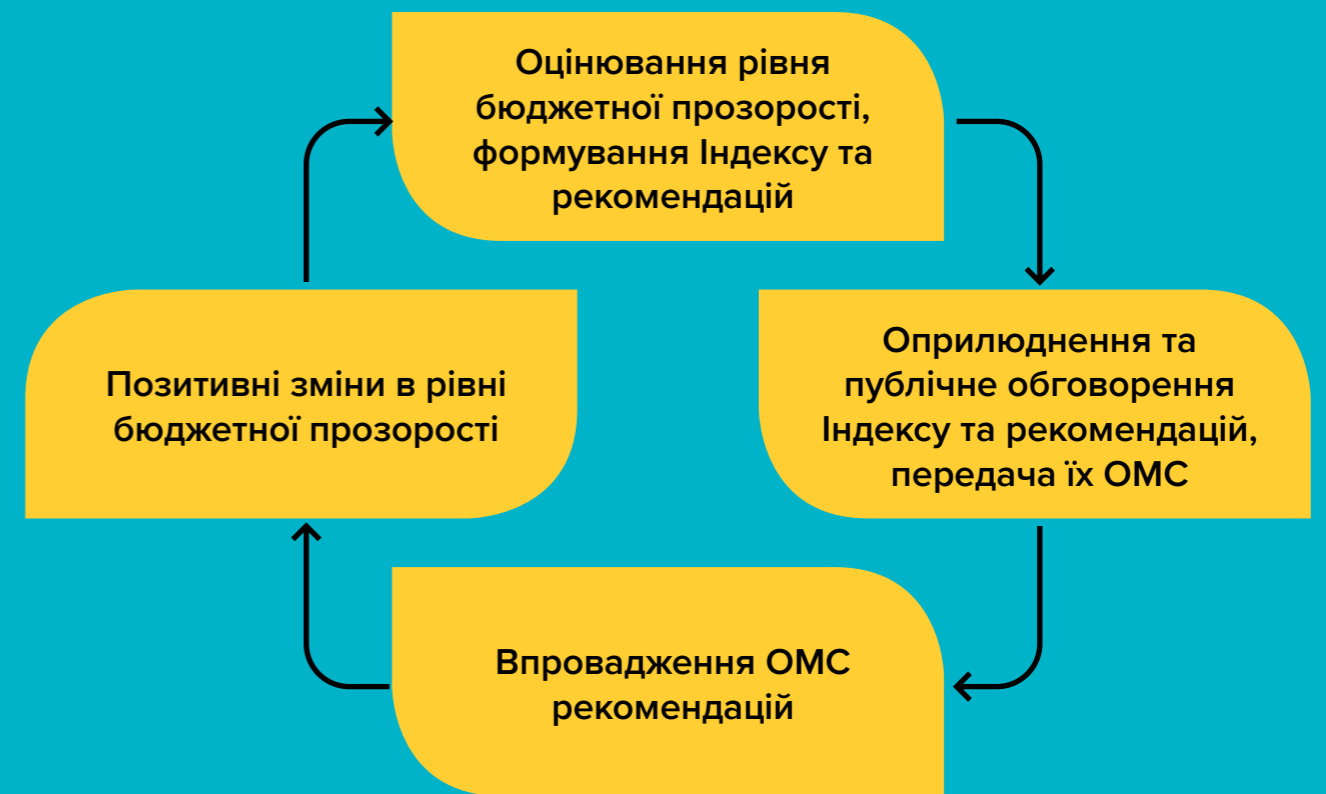 Оцінювання рівня
бюджетної прозорості,
формування Індексу та
рекомендацій
Оприлюднення та
публічне обговорення
Індексу та рекомендацій,
передача їх ОМС
Впровадження ОМС
рекомендацій
Позитивні зміни в рівні
бюджетної прозорості